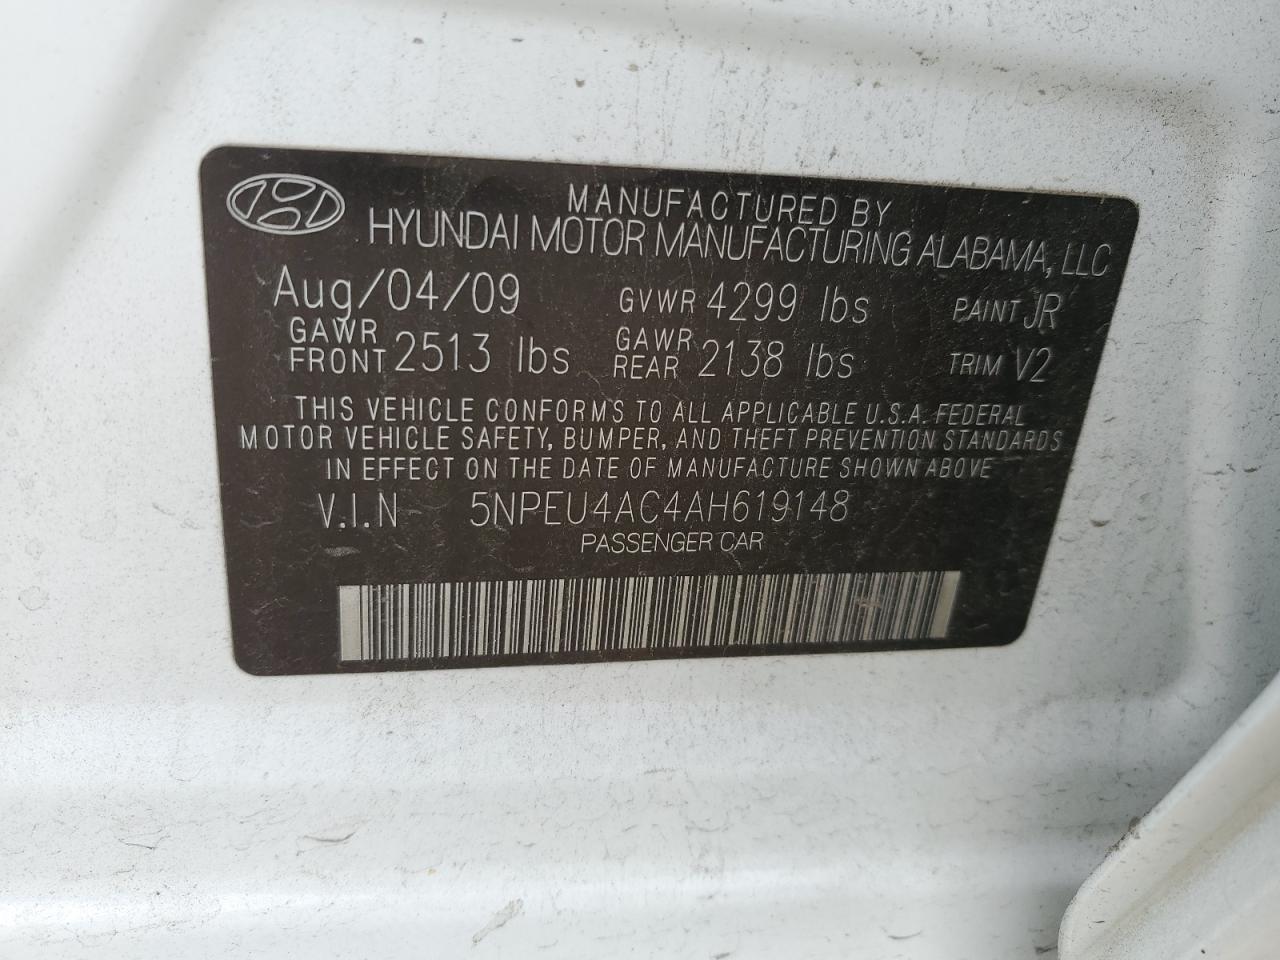 MANUFACTURED BY
HYUNDAI MOTOR MANUFACTURING ALABAMA, LLC
Aug/04/09 GVWR 4299 lbs PAINT JR
GAWR FRONT 2513 lbs GAWR REAR 2138 lbs TRIM V2
THIS VEHICLE CONFORMS TO ALL APPLICABLE U.S.A. FEDERAL
MOTOR VEHICLE SAFETY, BUMPER, AND THEFT PREVENTION STANDARDS
IN EFFECT ON THE DATE OF MANUFACTURE SHOWN ABOVE
V.I.N 5NPEU4AC4AH619148
PASSENGER CAR